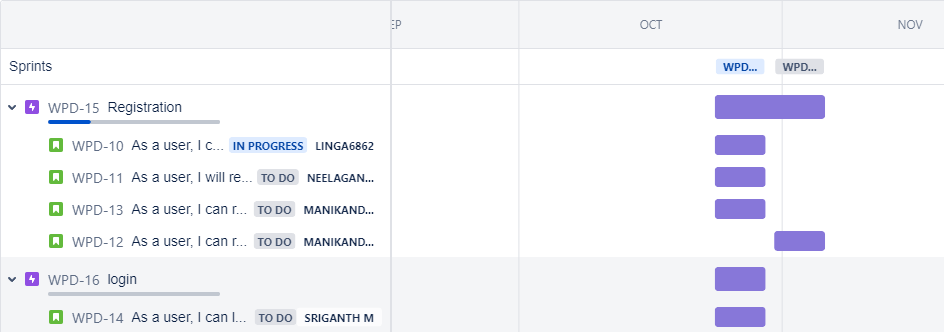 EP OCT NOV
Sprints WPD... WPD...
WPD-15 Registration
WPD-10 As a user, I c... IN PROGRESS LINGA6862
WPD-11 As a user, I will re... TO DO NEELAGAN...
WPD-13 As a user, I can r... TO DO MANIKAND...
WPD-12 As a user, I can r... TO DO MANIKAND...
WPD-16 login
WPD-14 As a user, I can l... TO DO SRIGANTH M